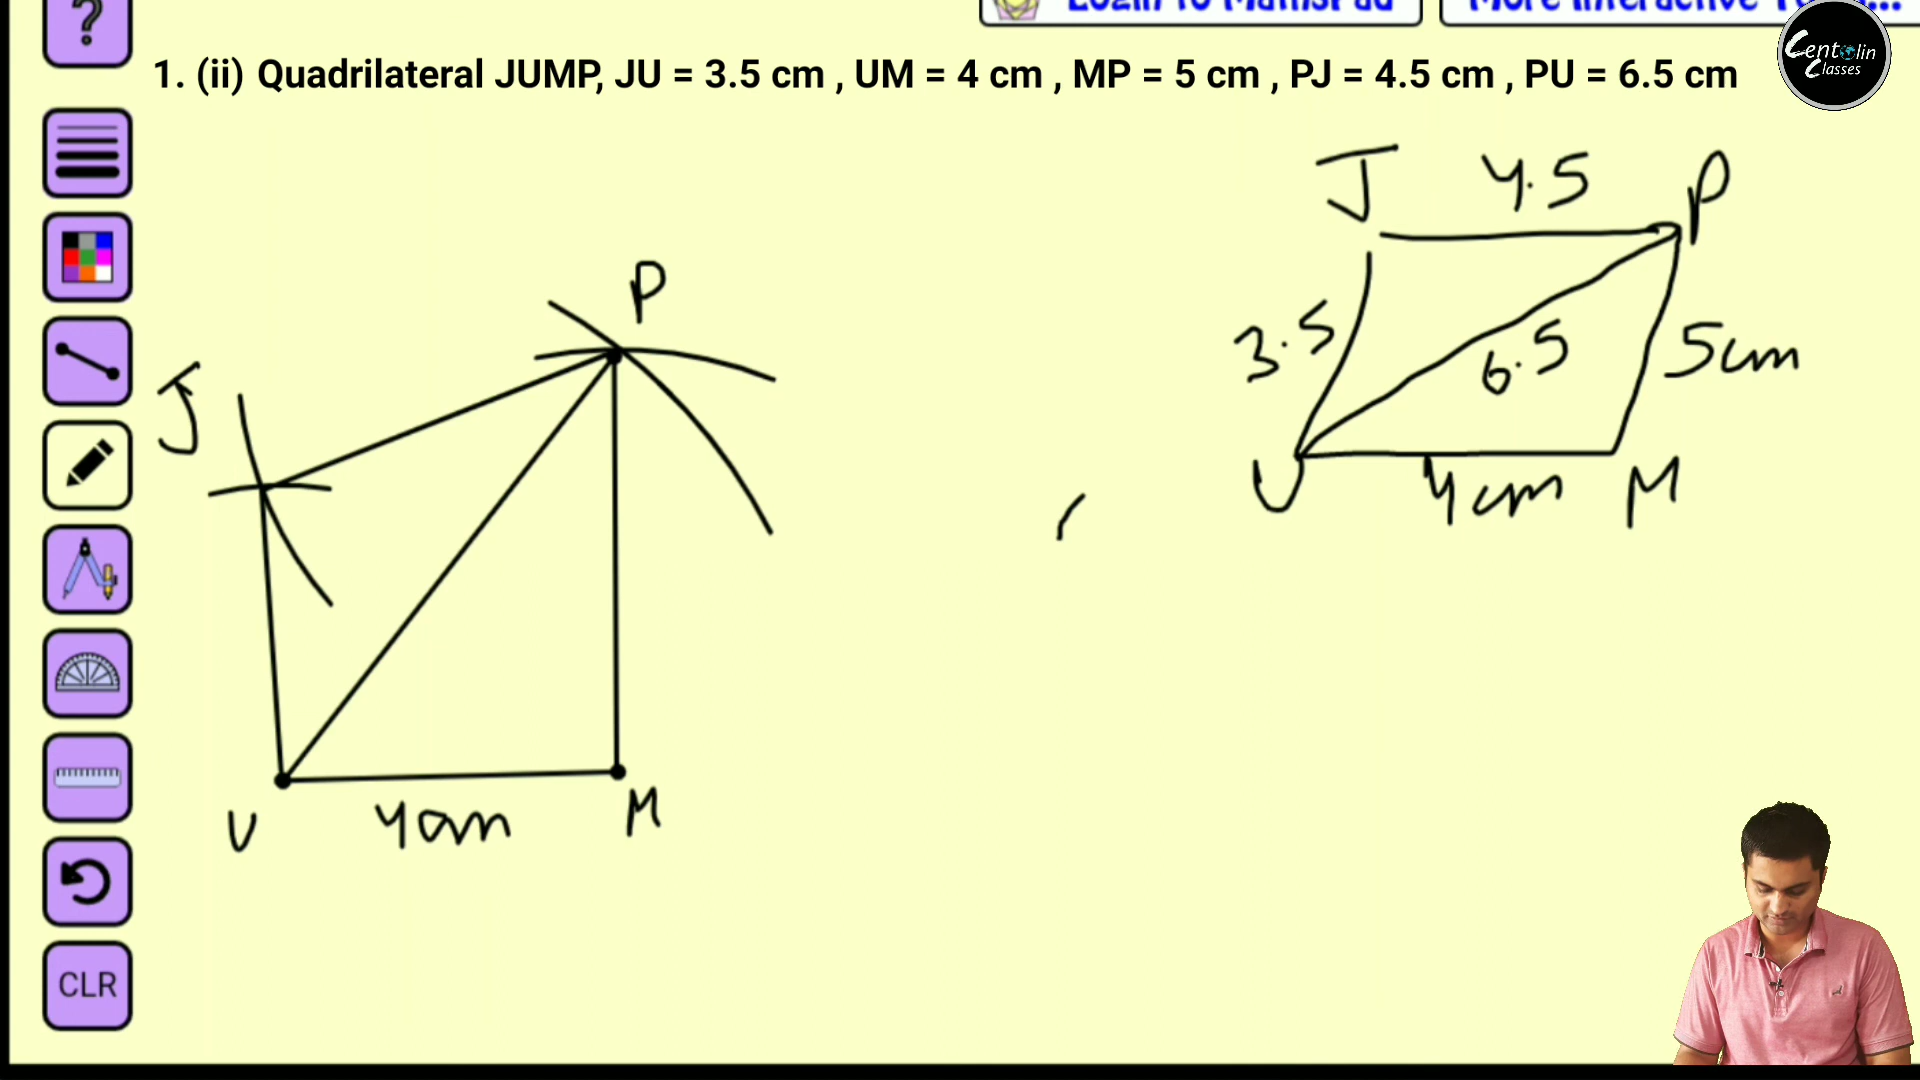 ?
1. (ii) Quadrilateral JUMP, JU = 3.5 cm , UM = 4 cm , MP = 5 cm , PJ = 4.5 cm , PU = 6.5 cm
Centolin
Classes
J 4.5 P
3.5 6.5 5cm
U 4cm M
P
J
U 4cm M
CLR